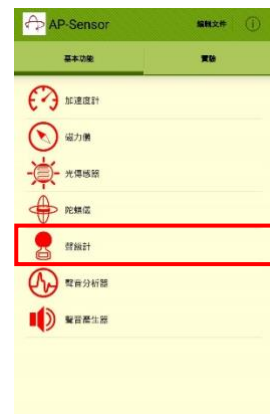 AP-Sensor 編輯文件
基本功能 實驗
加速度計
磁力儀
光傳感器
陀螺儀
聲級計
聲音分析器
聲音產生器